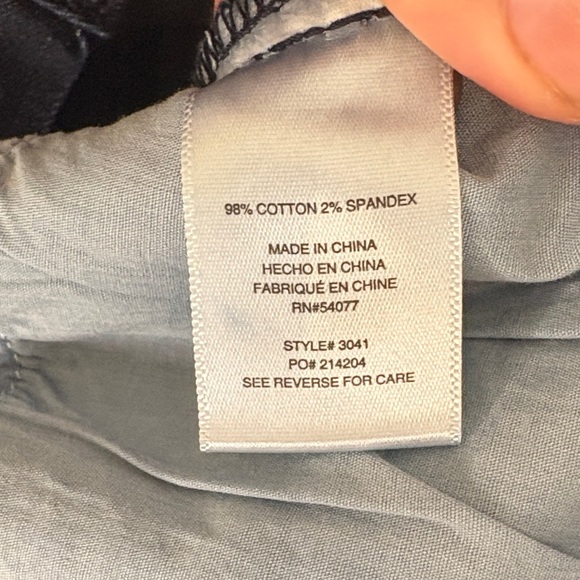 98% COTTON 2% SPANDEX
MADE IN CHINA
HECHO EN CHINA
FABRIQUÉ EN CHINE
RN#54077
STYLE# 3041
PO# 214204
SEE REVERSE FOR CARE